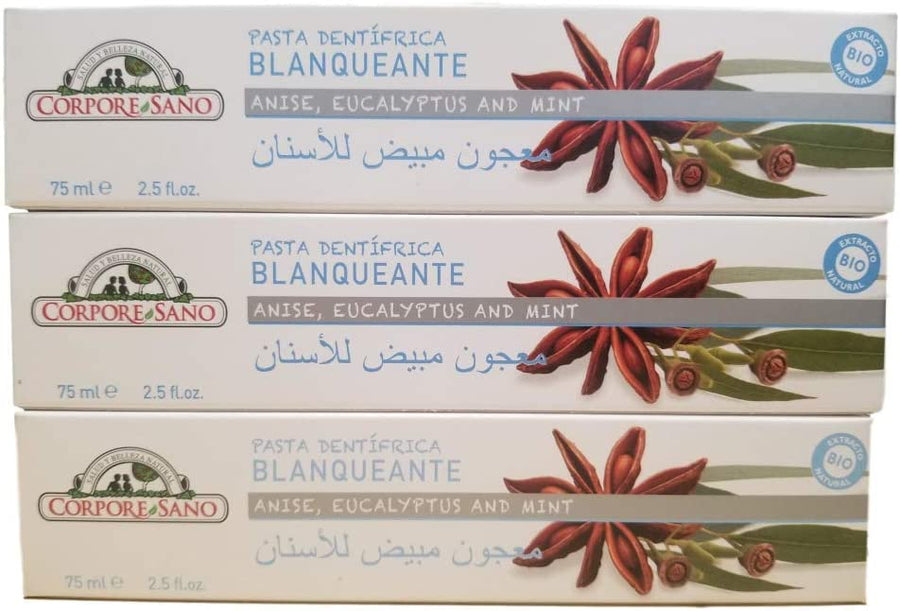 SALUD Y BELLEZA NATURAL
CORPORE SANO
75 ml e 2.5 fl.oz.
PASTA DENTÍFRICA
BLANQUEANTE
ANISE, EUCALYPTUS AND MINT
معجون مبيض للأسنان
EXTRACTO
BIO
NATURAL
SALUD Y BELLEZA NATURAL
CORPORE SANO
75 ml e 2.5 fl.oz.
PASTA DENTÍFRICA
BLANQUEANTE
ANISE, EUCALYPTUS AND MINT
معجون مبيض للأسنان
EXTRACTO
BIO
NATURAL
SALUD Y BELLEZA NATURAL
CORPORE SANO
75 ml e 2.5 fl.oz.
PASTA DENTÍFRICA
BLANQUEANTE
ANISE, EUCALYPTUS AND MINT
معجون مبيض للأسنان
EXTRACTO
BIO
NATURAL